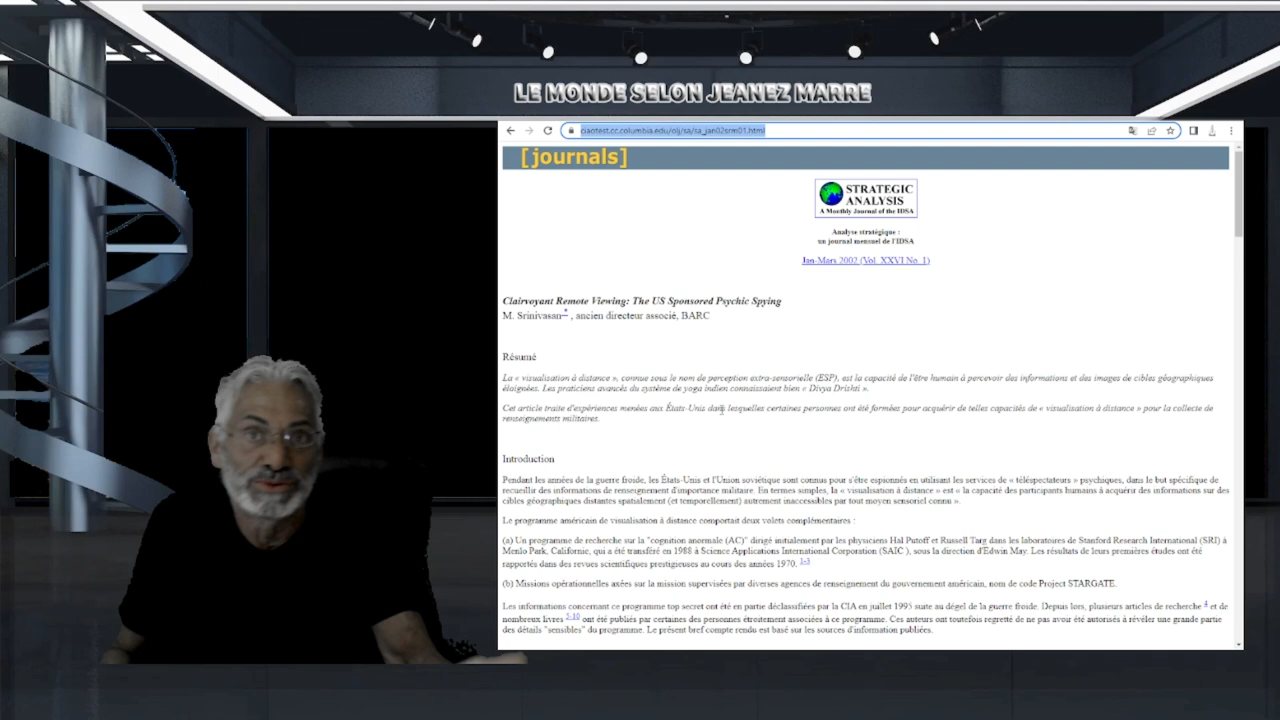 LE MONDE SELON JEANEZ MARRE
ciaotest.cc.columbia.edu/olj/sa/sa_jan02srm01.html
[journals]
STRATEGIC
ANALYSIS
A Monthly Journal of the IDSA
Analyse stratégique :
un journal mensuel de l'IDSA
Jan-Mars 2002 (Vol. XXVI No. 1)
Clairvoyant Remote Viewing: The US Sponsored Psychic Spying
M. Srinivasan * , ancien directeur associé, BARC
Résumé
La « visualisation à distance », connue sous le nom de perception extra-sensorielle (ESP), est la capacité de l'être humain à percevoir des informations et des images de cibles géographiques
éloignées. Les praticiens avancés du système de yoga indien connaissaient bien « Divya Drishti ».
Cet article traite d'expériences menées aux États-Unis dans lesquelles certaines personnes ont été formées pour acquérir de telles capacités de « visualisation à distance » pour la collecte de
renseignements militaires.
Introduction
Pendant les années de la guerre froide, les États-Unis et l'Union soviétique sont connus pour s'être espionnés en utilisant les services de « téléspectateurs » psychiques, dans le but spécifique de
recueillir des informations de renseignement d'importance militaire. En termes simples, la « visualisation à distance » est « la capacité des participants humains à acquérir des informations sur des
cibles géographiques distantes spatialement (et temporellement) autrement inaccessibles par tout moyen sensoriel connu ».
Le programme américain de visualisation à distance comportait deux volets complémentaires :
(a) Un programme de recherche sur la "cognition anormale (AC)" dirigé initialement par les physiciens Hal Putoff et Russell Targ dans les laboratoires de Stanford Research International (SRI) à
Menlo Park, Californie, qui a été transféré en 1988 à Science Applications International Corporation (SAIC ), sous la direction d'Edwin May. Les résultats de leurs premières études ont été
rapportés dans des revues scientifiques prestigieuses au cours des années 1970. 1-3
(b) Missions opérationnelles axées sur la mission supervisées par diverses agences de renseignement du gouvernement américain, nom de code Project STARGATE.
Les informations concernant ce programme top secret ont été en partie déclassifiées par la CIA en juillet 1995 suite au dégel de la guerre froide. Depuis lors, plusieurs articles de recherche 4 et de
nombreux livres 5-10 ont été publiés par certaines des personnes étroitement associées à ce programme. Ces auteurs ont toutefois regretté de ne pas avoir été autorisés à révéler une grande partie
des détails "sensibles" du programme. Le présent bref compte rendu est basé sur les sources d'information publiées.